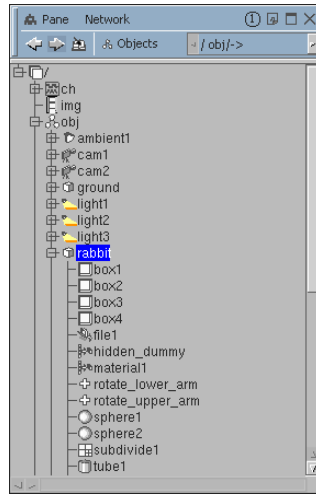 Pane Network 1
Objects / obj/->
/
ch
img
obj
ambient1
cam1
cam2
ground
light1
light2
light3
rabbit
box1
box2
box3
box4
file1
hidden_dummy
material1
rotate_lower_arm
rotate_upper_arm
sphere1
sphere2
subdivide1
tube1